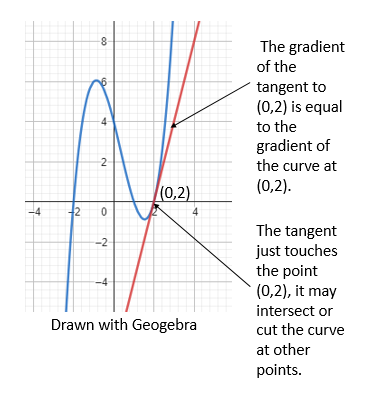 8
6
4
2
(0,2)
−4
−2
0
2
4
−2
−4
Drawn with Geogebra
The gradient
of the
tangent to
(0,2) is equal
to the
gradient of
the curve at
(0,2).
The tangent
just touches
the point
(0,2), it may
intersect or
cut the curve
at other
points.